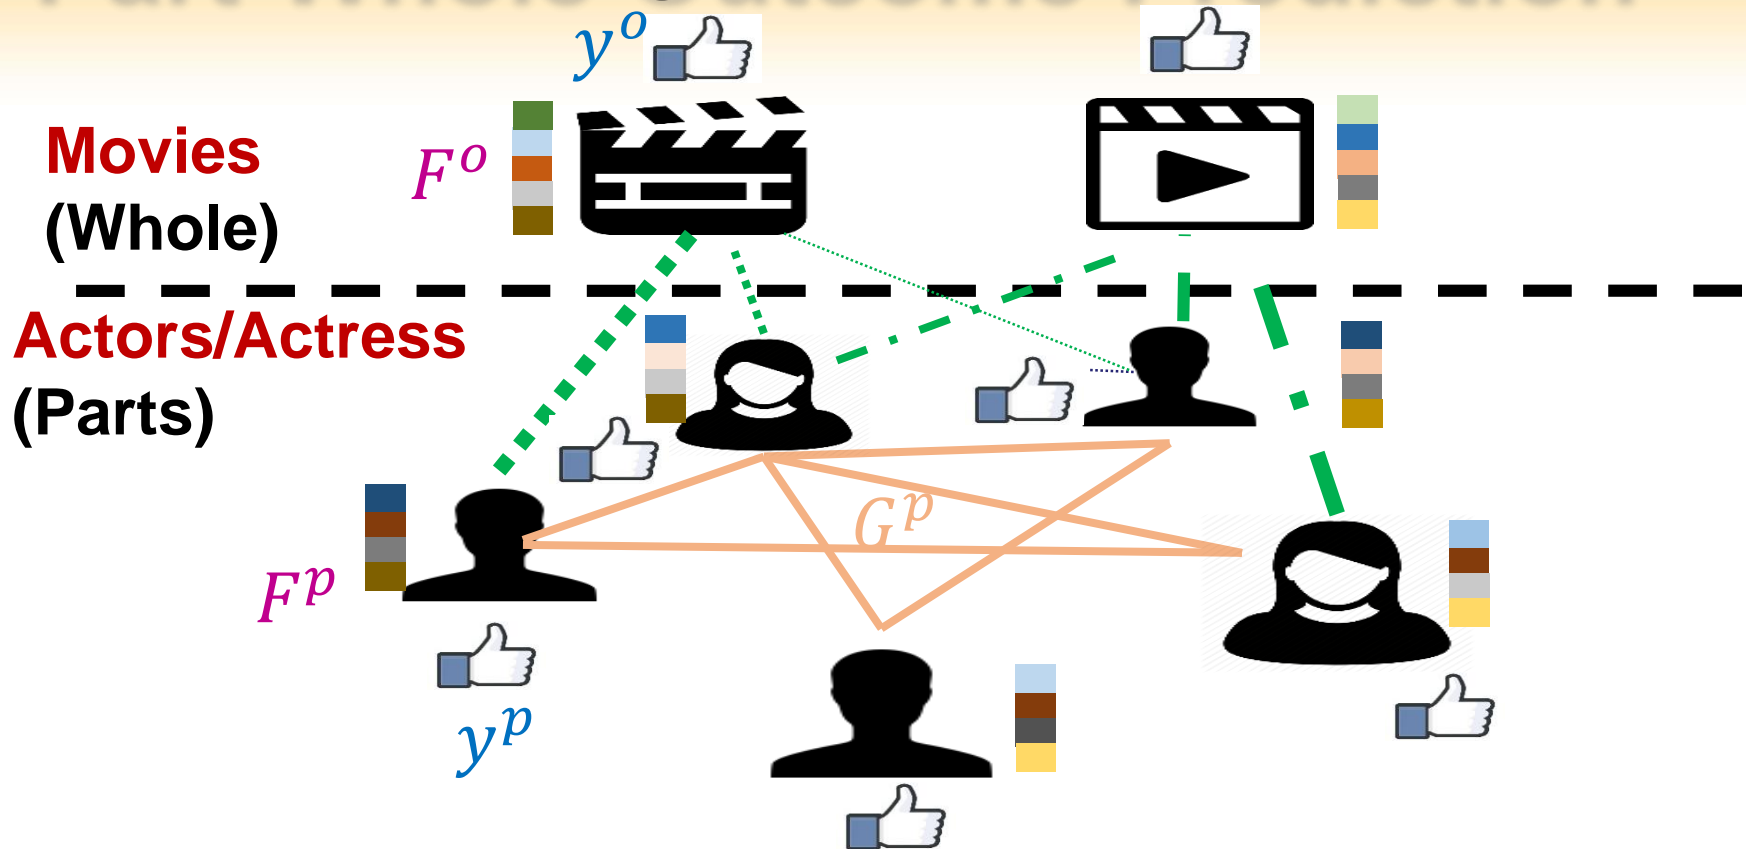 y^o
Movies
(Whole)
F^o
Actors/Actress
(Parts)
G^p
F^p
y^p